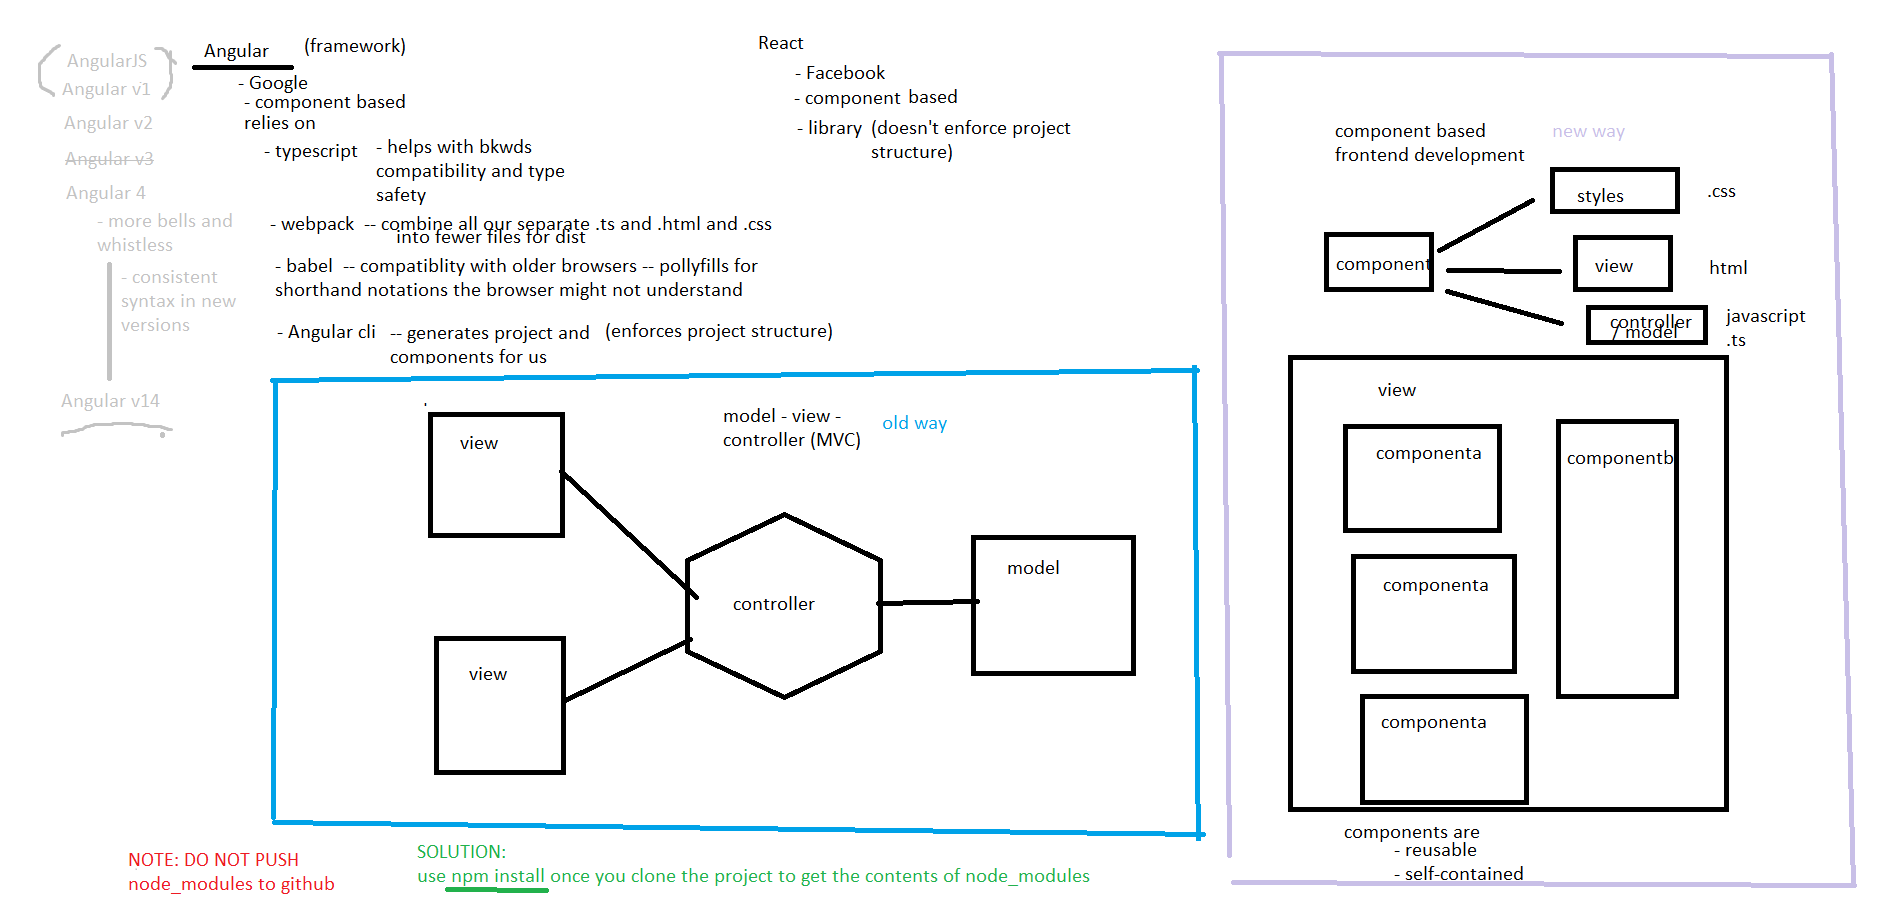 AngularJS
Angular v1
Angular v2
Angular v3
Angular 4
- more bells and
whistless
- consistent
syntax in new
versions
Angular v14
Angular
(framework)
- Google
- component based
relies on
- typescript
- helps with bkwds
compatibility and type
safety
- webpack -- combine all our separate .ts and .html and .css
into fewer files for dist
- babel -- compatiblity with older browsers -- pollyfills for
shorthand notations the browser might not understand
- Angular cli
-- generates project and
components for us
(enforces project structure)
React
- Facebook
- component based
- library (doesn't enforce project
structure)
model - view -
controller (MVC)
old way
view
view
controller
model
component based
frontend development
new way
component
styles
.css
view
html
controller
/ model
javascript
.ts
view
componenta
componentb
componenta
componenta
components are
- reusable
- self-contained
NOTE: DO NOT PUSH
node_modules to github
SOLUTION:
use npm install once you clone the project to get the contents of node_modules